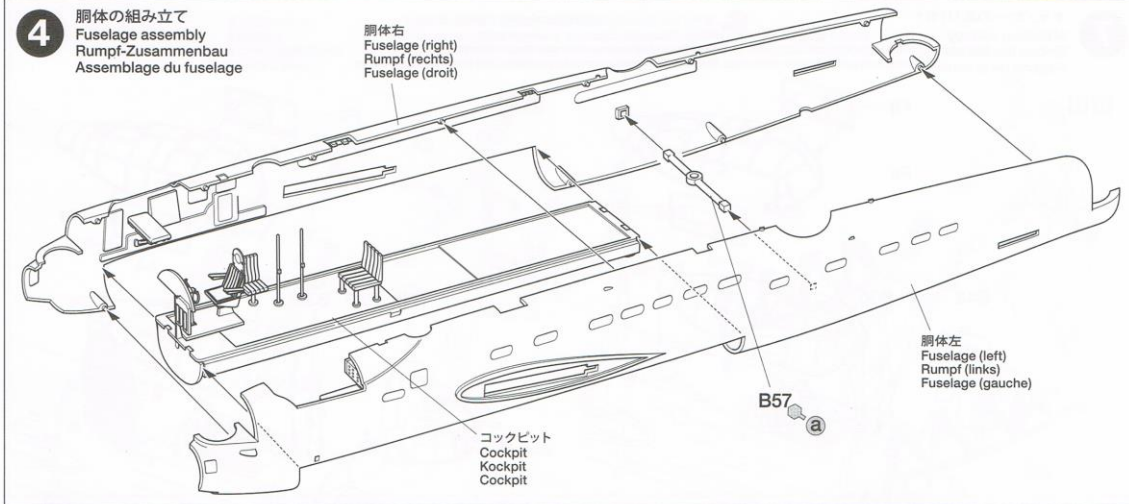 4
胴体の組み立て
Fuselage assembly
Rumpf-Zusammenbau
Assemblage du fuselage
胴体右
Fuselage (right)
Rumpf (rechts)
Fuselage (droit)
胴体左
Fuselage (left)
Rumpf (links)
Fuselage (gauche)
B57
a
コックピット
Cockpit
Kockpit
Cockpit